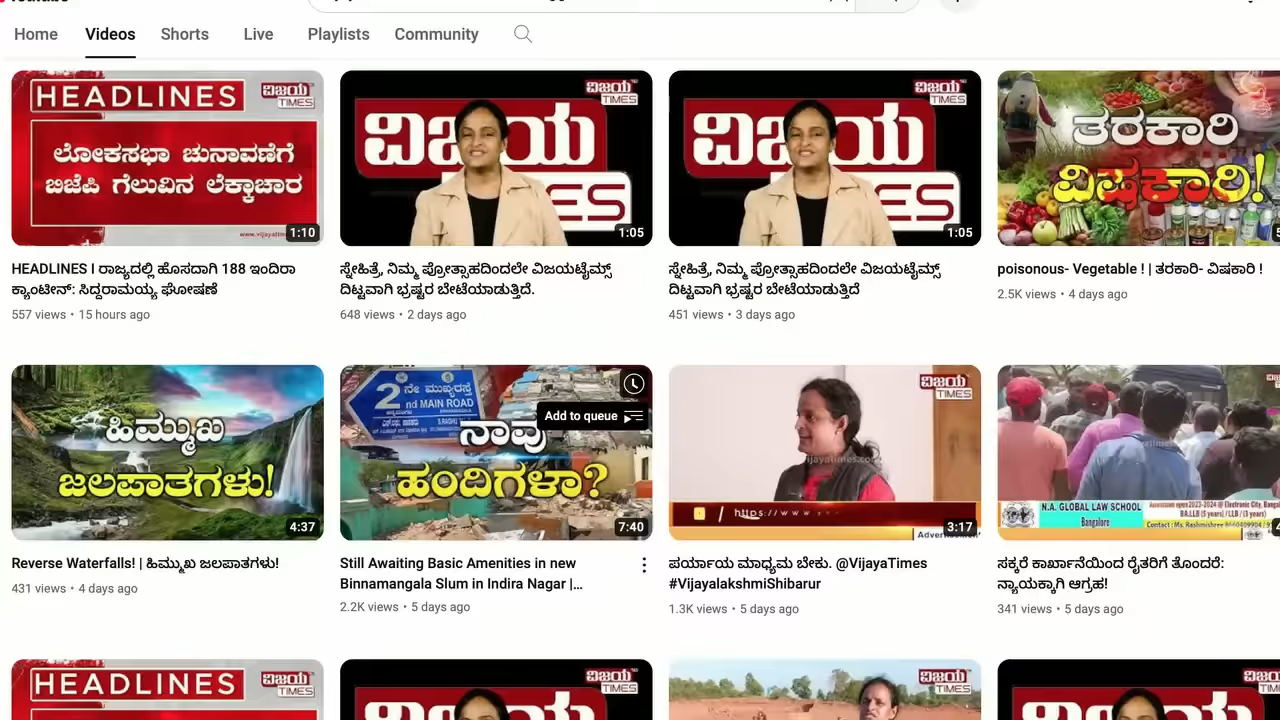 Home Videos Shorts Live Playlists Community
HEADLINES
ವಿಜಯ
TIMES
ಲೋಕಸಭಾ ಚುನಾವಣೆಗೆ
ಬಿಜೆಪಿ ಗೆಲುವಿನ ಲೆಕ್ಕಾಚಾರ
1:10
ವಿಜಯ
TIMES
1:05
ವಿಜಯ
TIMES
1:05
ತರಕಾರಿ
ವಿಷಕಾರಿ!
HEADLINES I ರಾಜ್ಯದಲ್ಲಿ ಹೊಸದಾಗಿ 188 ಇಂದಿರಾ
ಕ್ಯಾಂಟೀನ್: ಸಿದ್ದರಾಮಯ್ಯ ಘೋಷಣೆ
557 views • 15 hours ago
ಸ್ನೇಹಿತ್ರೆ, ನಿಮ್ಮ ಪ್ರೋತ್ಸಾಹದಿಂದಲೇ ವಿಜಯಟೈಮ್ಸ್
ದಿಟ್ಟವಾಗಿ ಭ್ರಷ್ಟರ ಬೇಟೆಯಾಡುತ್ತಿದೆ.
648 views • 2 days ago
ಸ್ನೇಹಿತ್ರೆ, ನಿಮ್ಮ ಪ್ರೋತ್ಸಾಹದಿಂದಲೇ ವಿಜಯಟೈಮ್ಸ್
ದಿಟ್ಟವಾಗಿ ಭ್ರಷ್ಟರ ಬೇಟೆಯಾಡುತ್ತಿದೆ
451 views • 3 days ago
poisonous- Vegetable ! | ತರಕಾರಿ- ವಿಷಕಾರಿ !
2.5K views • 4 days ago
ಹಿಮ್ಮುಖ
ಜಲಪಾತಗಳು!
4:37
2 ನೇ ಮುಖ್ಯರಸ್ತೆ
nd MAIN ROAD
Add to queue
ನಾವು
ಹಂದಿಗಳಾ?
7:40
ವಿಜಯ
TIMES
https://www.
3:17
ವಿಜಯ
TIMES
N.A. GLOBAL LAW SCHOOL
Bangalore
Reverse Waterfalls! | ಹಿಮ್ಮುಖ ಜಲಪಾತಗಳು!
431 views • 4 days ago
Still Awaiting Basic Amenities in new
Binnamangala Slum in Indira Nagar |...
2.2K views • 5 days ago
ಪರ್ಯಾಯ ಮಾಧ್ಯಮ ಬೇಕು. @VijayaTimes
#VijayalakshmiShibarur
1.3K views • 5 days ago
ಸಕ್ಕರೆ ಕಾರ್ಖಾನೆಯಿಂದ ರೈತರಿಗೆ ತೊಂದರೆ:
ನ್ಯಾಯಕ್ಕಾಗಿ ಆಗ್ರಹ!
341 views • 5 days ago
HEADLINES
ವಿಜಯ
TIMES
ವಿಜಯ
TIMES
ವಿಜಯ
TIMES
ವಿಜಯ
TIMES